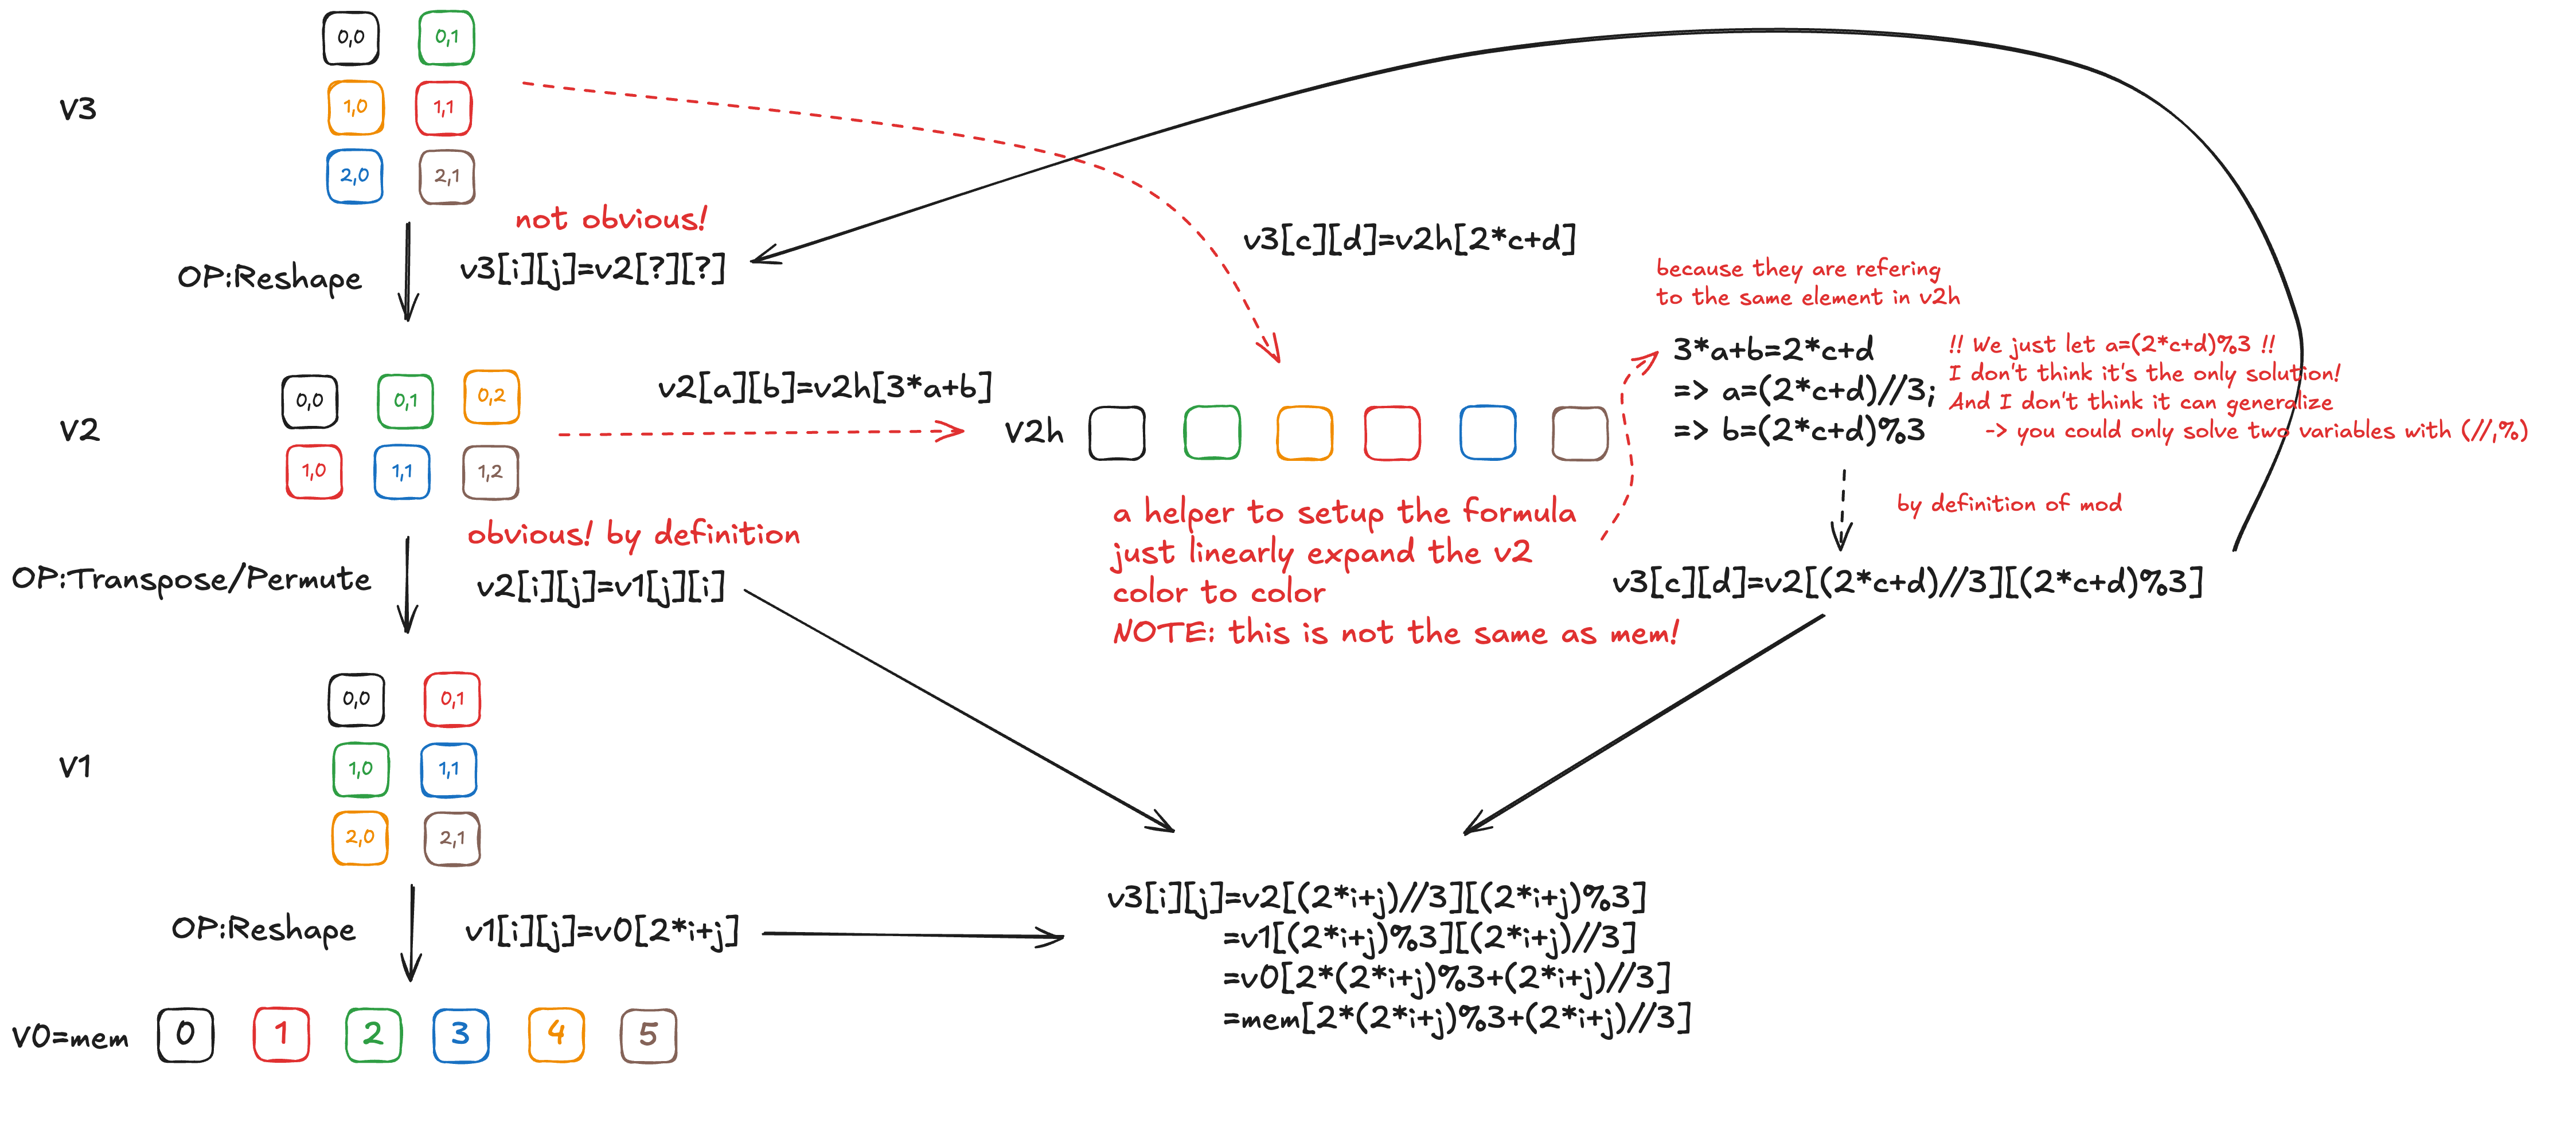 0,0 0,1
V3
1,0 1,1
2,0 2,1
not obvious!
OP:Reshape
v3[i][j]=v2[?][?]
v3[c][d]=v2h[2*c+d]
because they are refering
to the same element in v2h
3*a+b=2*c+d
=> a=(2*c+d)//3;
=> b=(2*c+d)%3
!! We just let a=(2*c+d)%3 !!
I don't think it's the only solution!
And I don't think it can generalize
-> you could only solve two variables with (//,%)
0,0 0,1 0,2
V2
1,0 1,1 1,2
v2[a][b]=v2h[3*a+b]
V2h
a helper to setup the formula
just linearly expand the v2
color to color
NOTE: this is not the same as mem!
by definition of mod
v3[c][d]=v2[(2*c+d)//3][(2*c+d)%3]
obvious! by definition
OP:Transpose/Permute
v2[i][j]=v1[j][i]
0,0 0,1
V1
1,0 1,1
2,0 2,1
OP:Reshape
v1[i][j]=v0[2*i+j]
v3[i][j]=v2[(2*i+j)//3][(2*i+j)%3]
=v1[(2*i+j)%3][(2*i+j)//3]
=v0[2*(2*i+j)%3+(2*i+j)//3]
=mem[2*(2*i+j)%3+(2*i+j)//3]
V0=mem 0 1 2 3 4 5